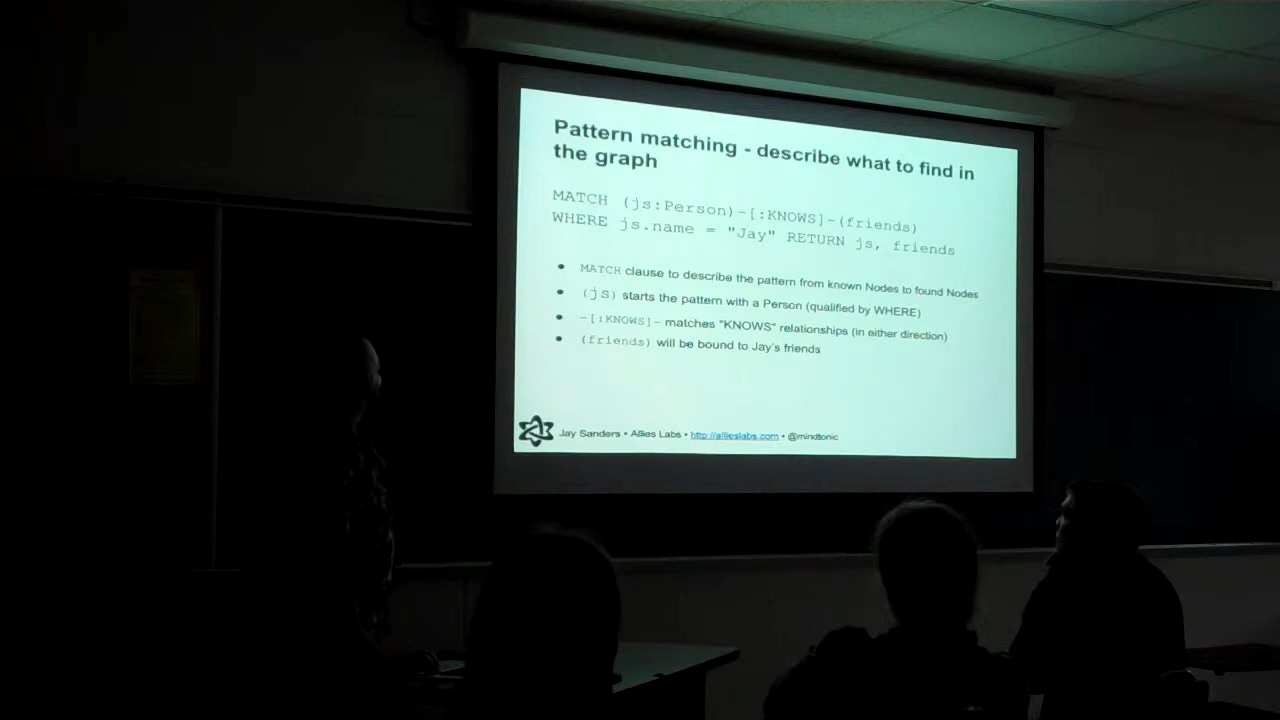 Pattern matching - describe what to find in
the graph
MATCH (js:Person)-[:KNOWS]-(friends)
WHERE js.name = "Jay" RETURN js, friends
• MATCH clause to describe the pattern from known Nodes to found Nodes
• (js) starts the pattern with a Person (qualified by WHERE)
• -[:KNOWS]- matches "KNOWS" relationships (in either direction)
• (friends) will be bound to Jay's friends
Jay Sanders • Allies Labs • http://allieslabs.com • @mindtonic